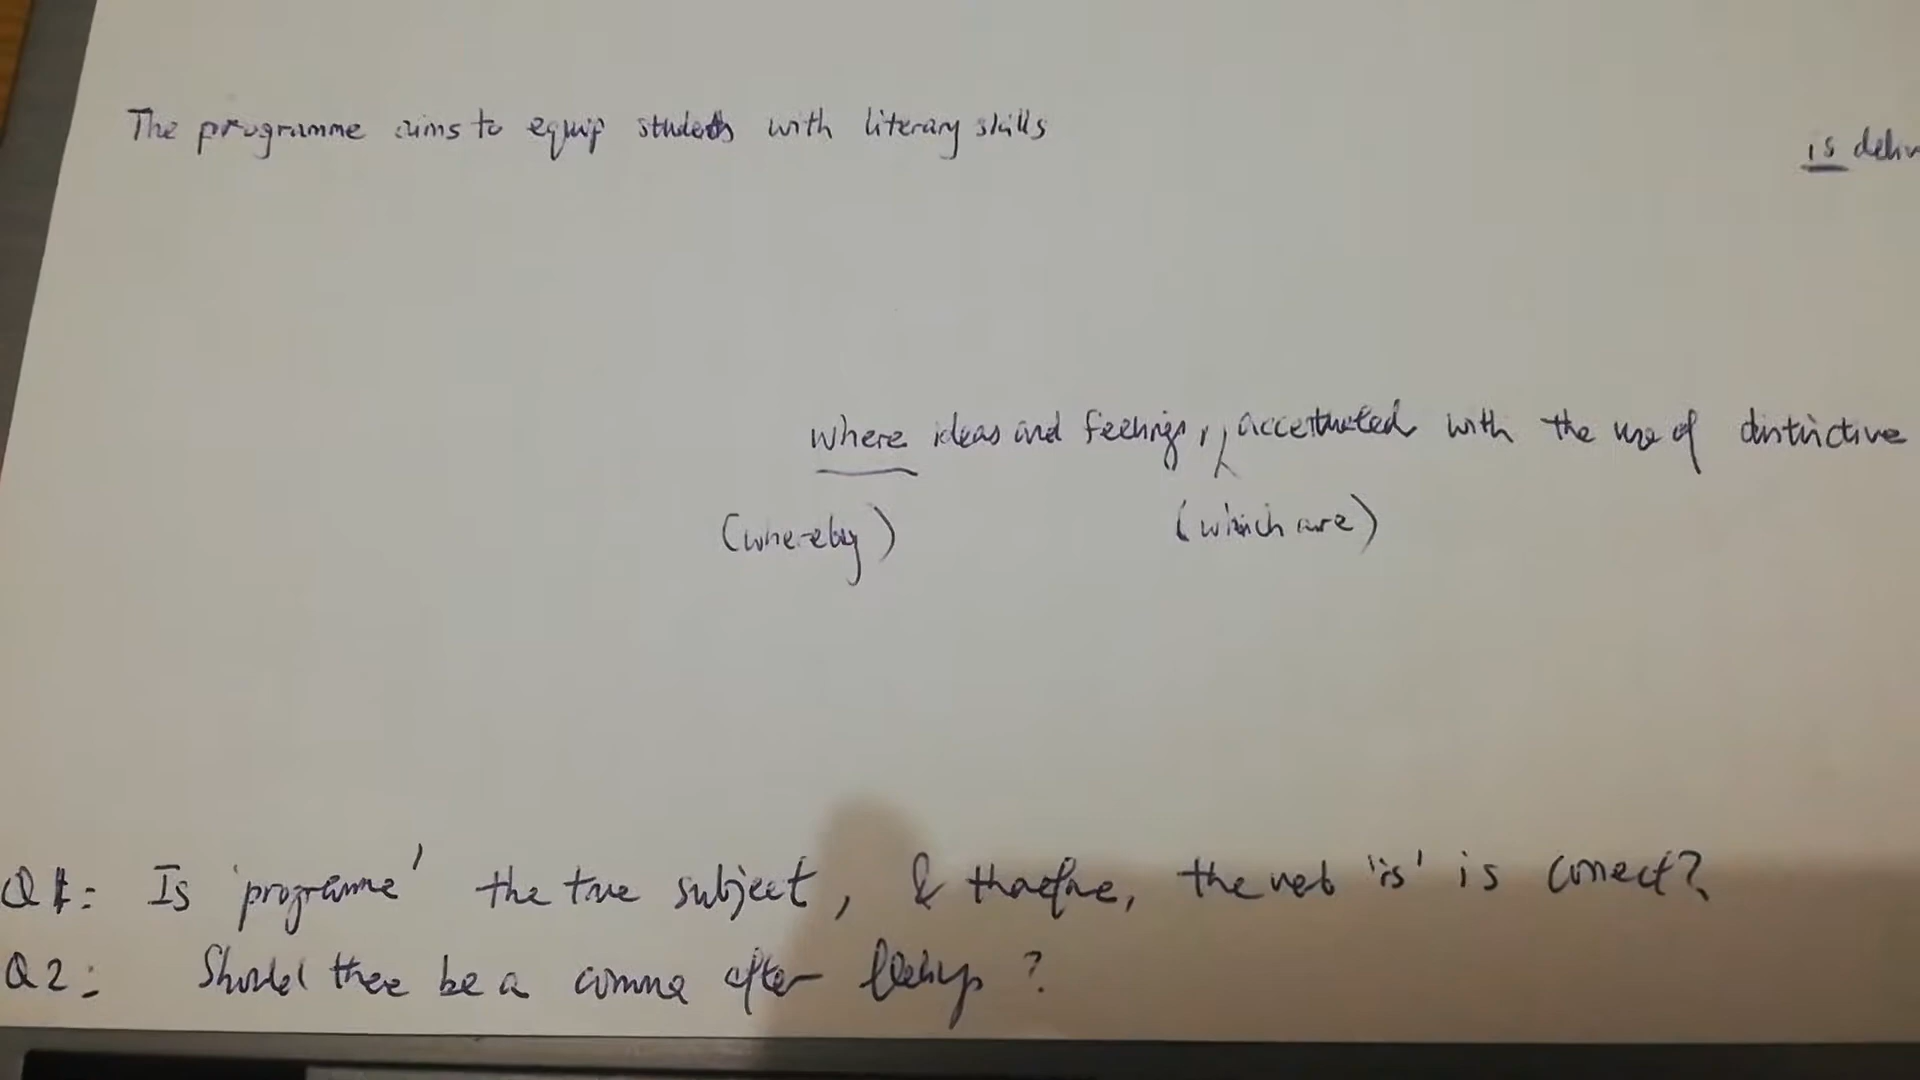 The programme aims to equip students with literary skills
is
where ideas and feelings, accentuated with the use of distinctive
(whereby) (which are)
Q1: Is 'programme' the true subject, & therefore, the verb 'is' is correct?
Q2: Should there be a comma after feelings?